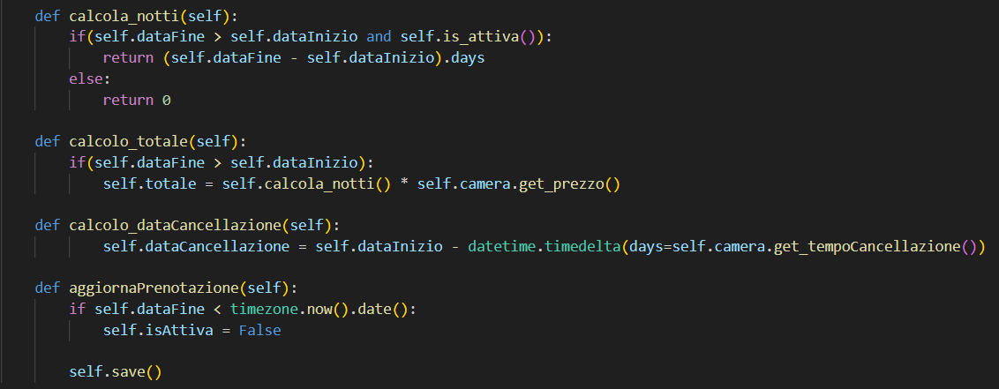 def calcola_notti(self):
    if(self.dataFine > self.dataInizio and self.is_attiva()):
        return (self.dataFine - self.dataInizio).days
    else:
        return 0

def calcolo_totale(self):
    if(self.dataFine > self.dataInizio):
        self.totale = self.calcola_notti() * self.camera.get_prezzo()

def calcolo_dataCancellazione(self):
        self.dataCancellazione = self.dataInizio - datetime.timedelta(days=self.camera.get_tempoCancellazione())

def aggiornaPrenotazione(self):
    if self.dataFine < timezone.now().date():
        self.isAttiva = False

    self.save()